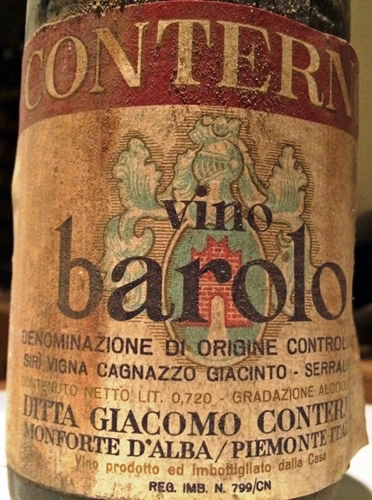 CONTERN
vino
barolo
DENOMINAZIONE DI ORIGINE CONTROL
SIRI VIGNA CAGNAZZO GIACINTO - SERRAL
CONTENUTO NETTO LIT. 0,720 - GRADAZIONE ALCOO
DITTA GIACOMO CONTER
MONFORTE D'ALBA/PIEMONTE ITA
Vino prodotto ed imbottigliato dalla Casa
REG. IMB. N. 799/CN